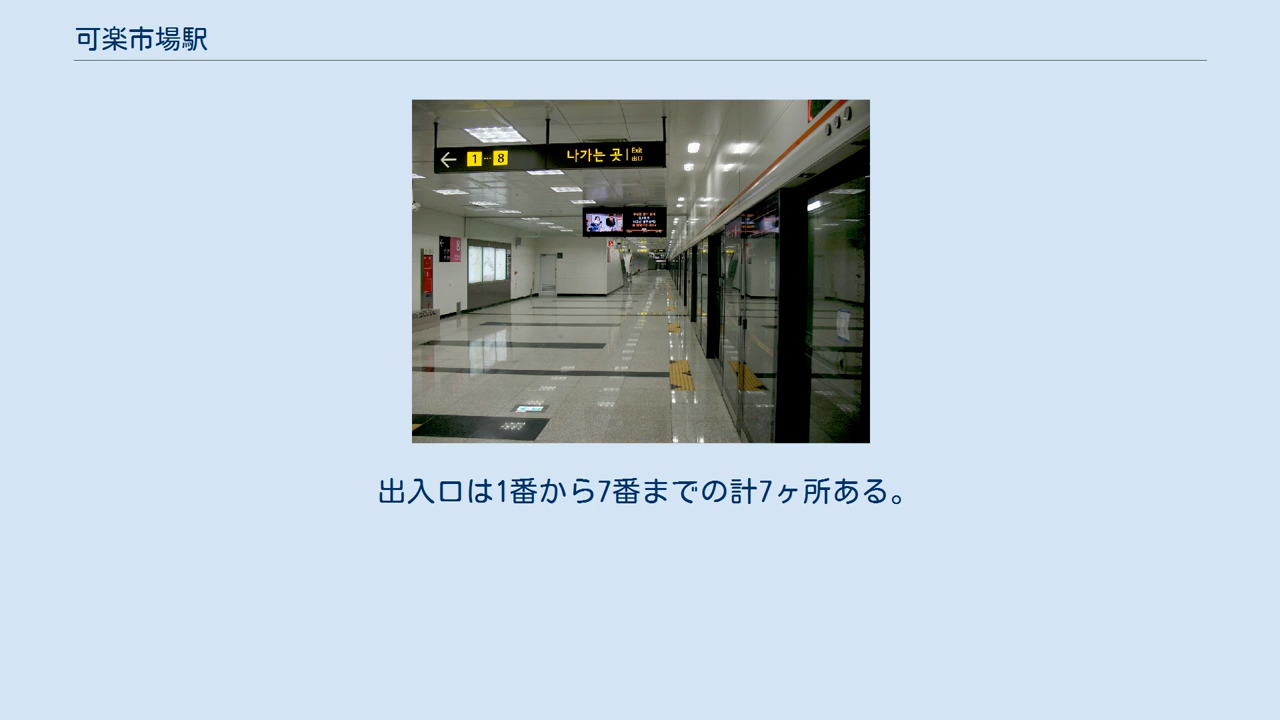 可楽市場駅
← 1 ··· 8 나가는 곳 Exit 出口
出入口は1番から7番までの計7ヶ所ある。